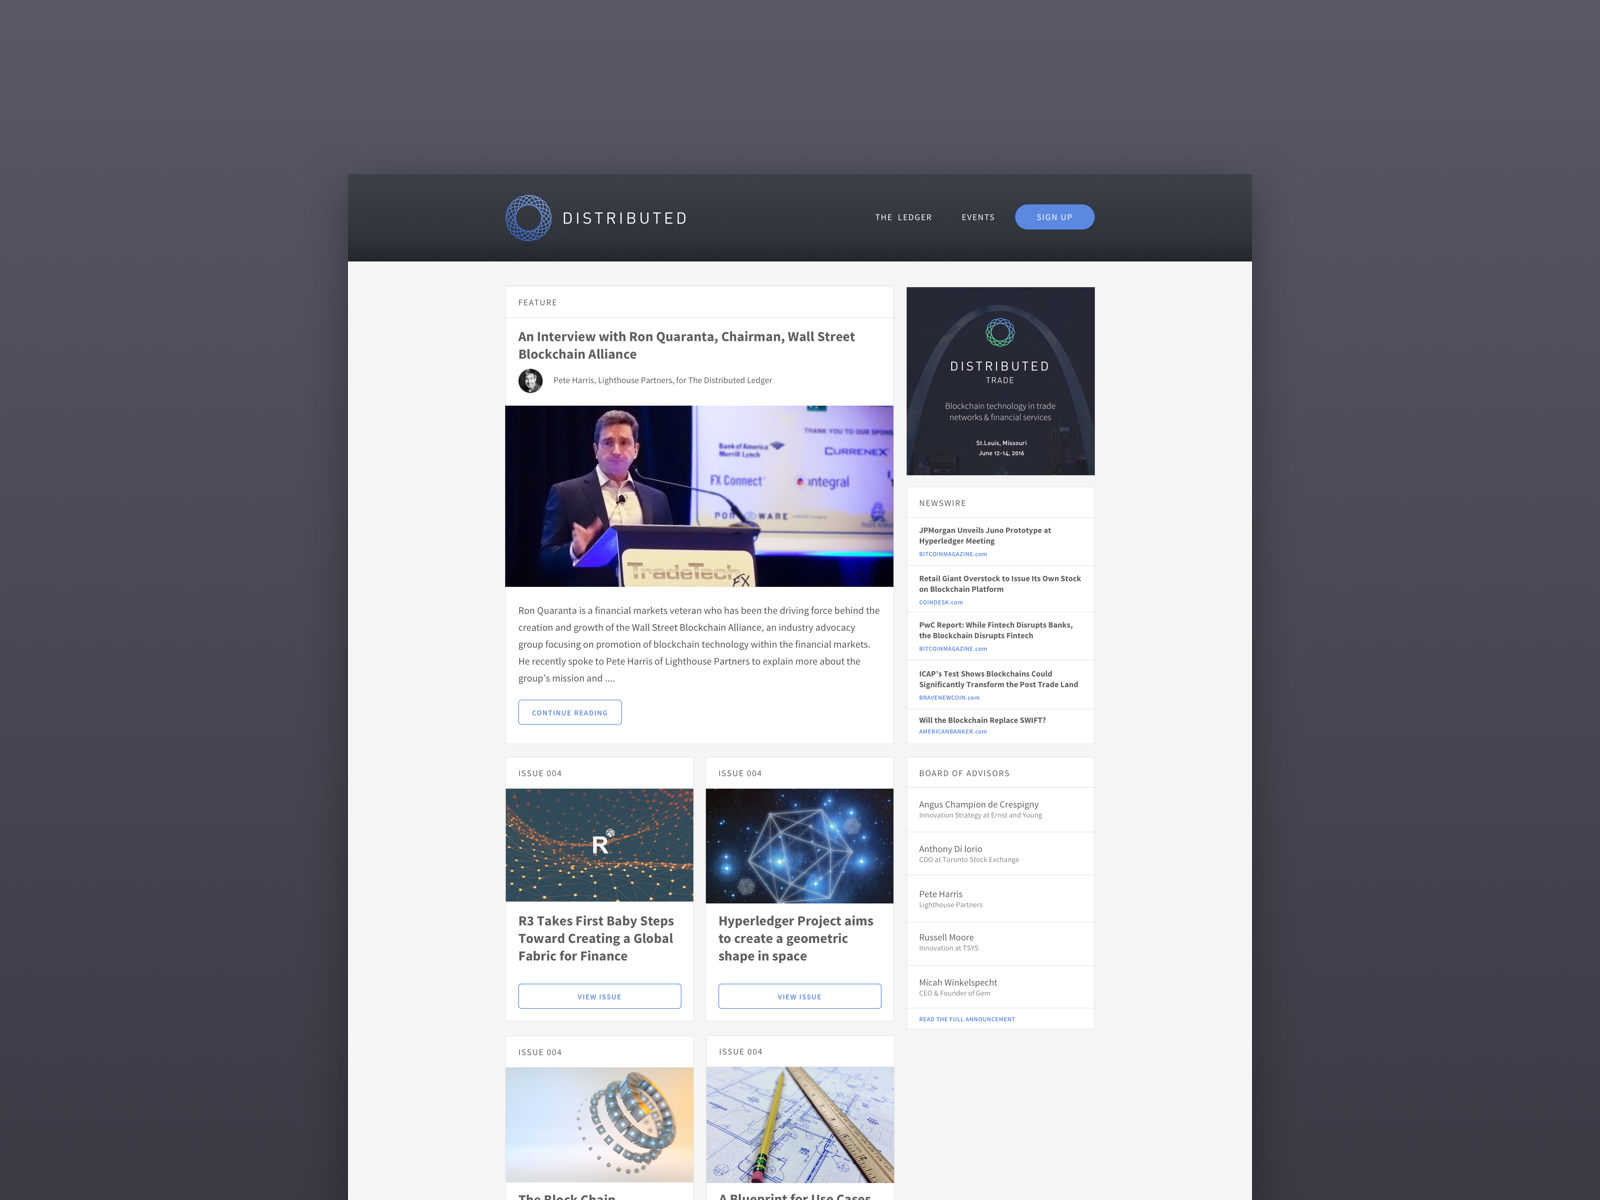 DISTRIBUTED
THE LEDGER
EVENTS
SIGN UP
FEATURE
An Interview with Ron Quaranta, Chairman, Wall Street
Blockchain Alliance
Pete Harris, Lighthouse Partners, for The Distributed Ledger
THANK YOU TO OUR SPONS
Bank of America
Merrill Lynch
CURRENEX
FX Connect
integral
TradeTech
FX
Ron Quaranta is a financial markets veteran who has been the driving force behind the
creation and growth of the Wall Street Blockchain Alliance, an industry advocacy
group focusing on promotion of blockchain technology within the financial markets.
He recently spoke to Pete Harris of Lighthouse Partners to explain more about the
group's mission and ....
CONTINUE READING
DISTRIBUTED
TRADE
Blockchain technology in trade
networks & financial services
St.Louis, Missouri
June 12-14, 2016
NEWSWIRE
JPMorgan Unveils Juno Prototype at
Hyperledger Meeting
BITCOINMAGAZINE.com
Retail Giant Overstock to Issue Its Own Stock
on Blockchain Platform
COINDESK.com
PwC Report: While Fintech Disrupts Banks,
the Blockchain Disrupts Fintech
BITCOINMAGAZINE.com
ICAP's Test Shows Blockchains Could
Significantly Transform the Post Trade Land
BRAVENEWCOIN.com
Will the Blockchain Replace SWIFT?
AMERICANBANKER.com
ISSUE 004
R
R3 Takes First Baby Steps
Toward Creating a Global
Fabric for Finance
VIEW ISSUE
ISSUE 004
Hyperledger Project aims
to create a geometric
shape in space
VIEW ISSUE
BOARD OF ADVISORS
Angus Champion de Crespigny
Innovation Strategy at Ernst and Young
Anthony Di Iorio
CDO at Toronto Stock Exchange
Pete Harris
Lighthouse Partners
Russell Moore
Innovation at TSYS
Micah Winkelspecht
CEO & Founder of Gem
READ THE FULL ANNOUNCEMENT
ISSUE 004
The Block Chain
ISSUE 004
A Blueprint for Use Cases